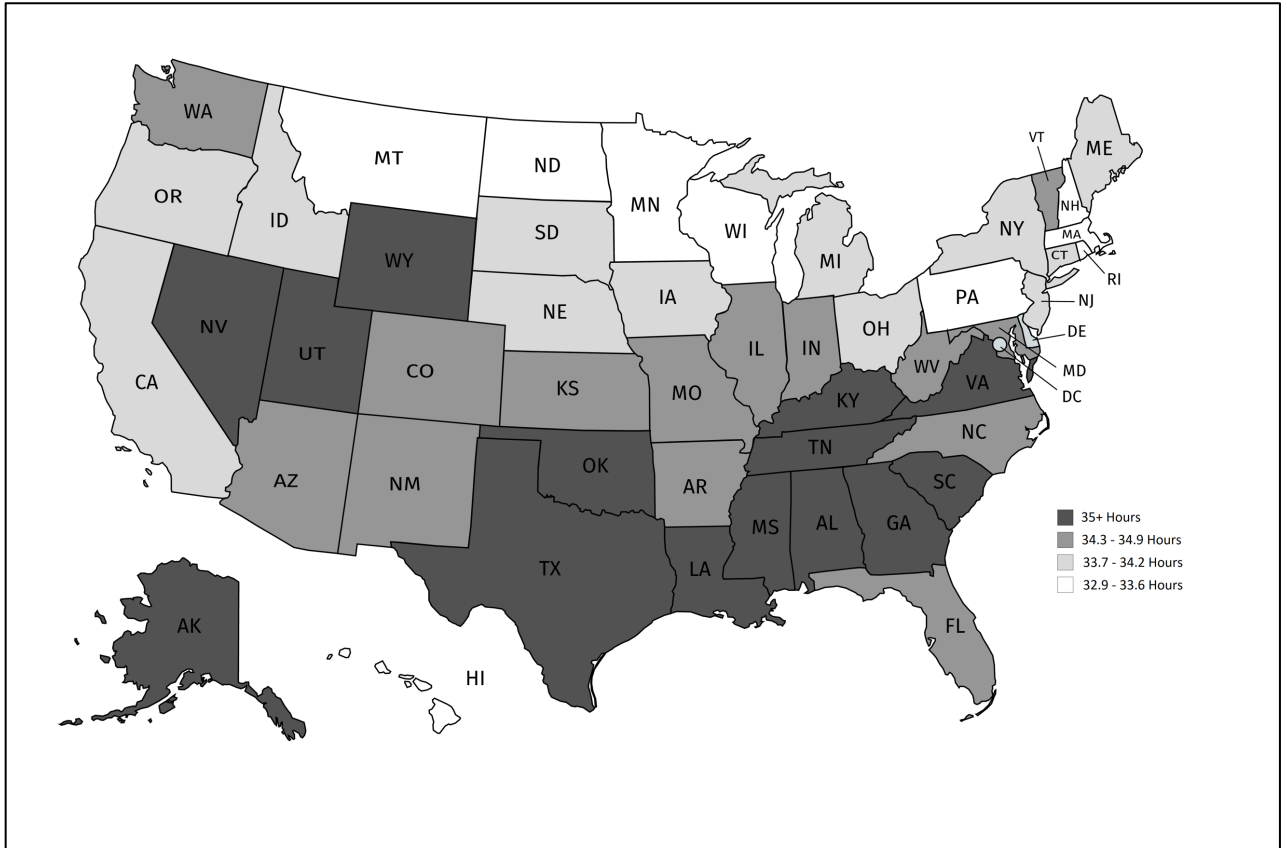 WA
MT
ND
MN
OR
ID
SD
WI
MI
VT
ME
NH
NY
MA
CT
RI
WY
NE
IA
PA
NJ
NV
UT
CO
KS
MO
IL
IN
OH
WV
VA
DE
MD
DC
CA
KY
NC
TN
AZ
NM
OK
AR
SC
MS
AL
GA
TX
LA
FL
AK
HI
35+ Hours
34.3 - 34.9 Hours
33.7 - 34.2 Hours
32.9 - 33.6 Hours